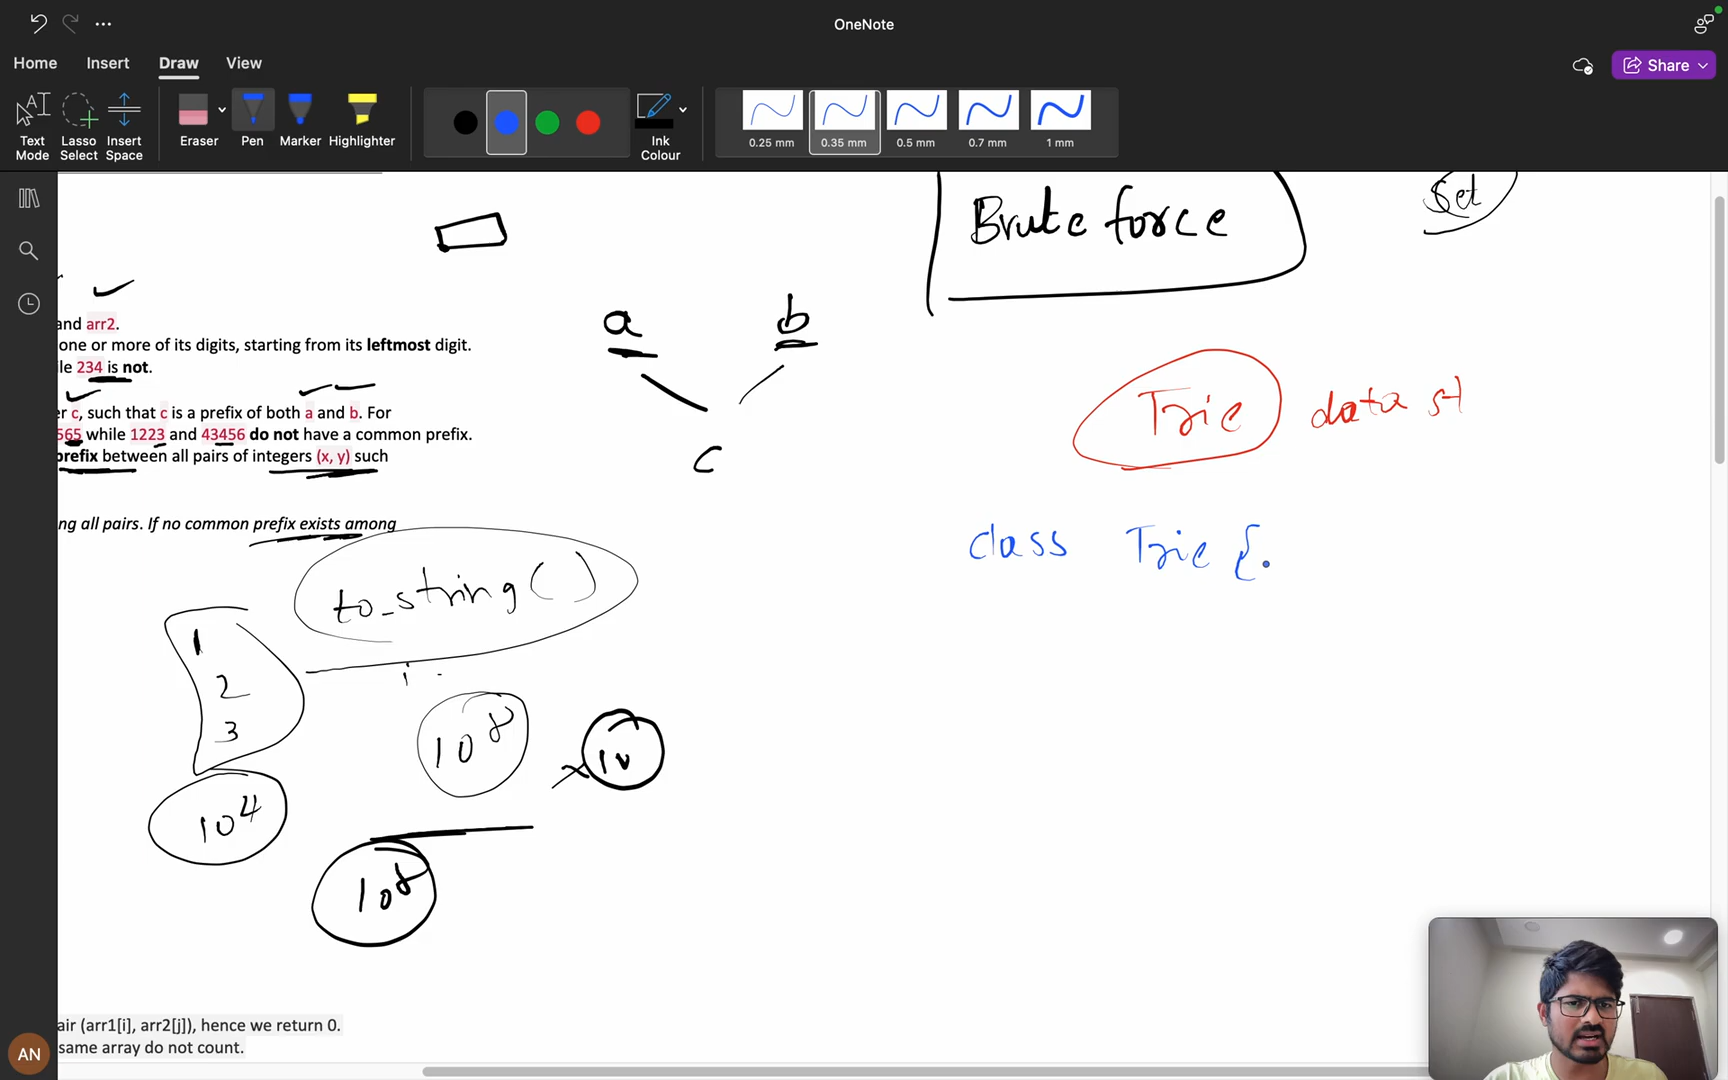 OneNote
Home Insert Draw View
Share
Text Mode
Lasso Select
Insert Space
Eraser
Pen
Marker
Highlighter
Ink Colour
0.25 mm
0.35 mm
0.5 mm
0.7 mm
1 mm
Brute force
Set
and arr2.
one or more of its digits, starting from its leftmost digit.
le 234 is not.
er c, such that c is a prefix of both a and b. For
565 while 1223 and 43456 do not have a common prefix.
prefix between all pairs of integers (x, y) such
ng all pairs. If no common prefix exists among
a b
c
Trie data st
class Trie {
to_string()
1
2
3
10^4
10^8
x 10
10^8
air (arr1[i], arr2[j]), hence we return 0.
same array do not count.
AN